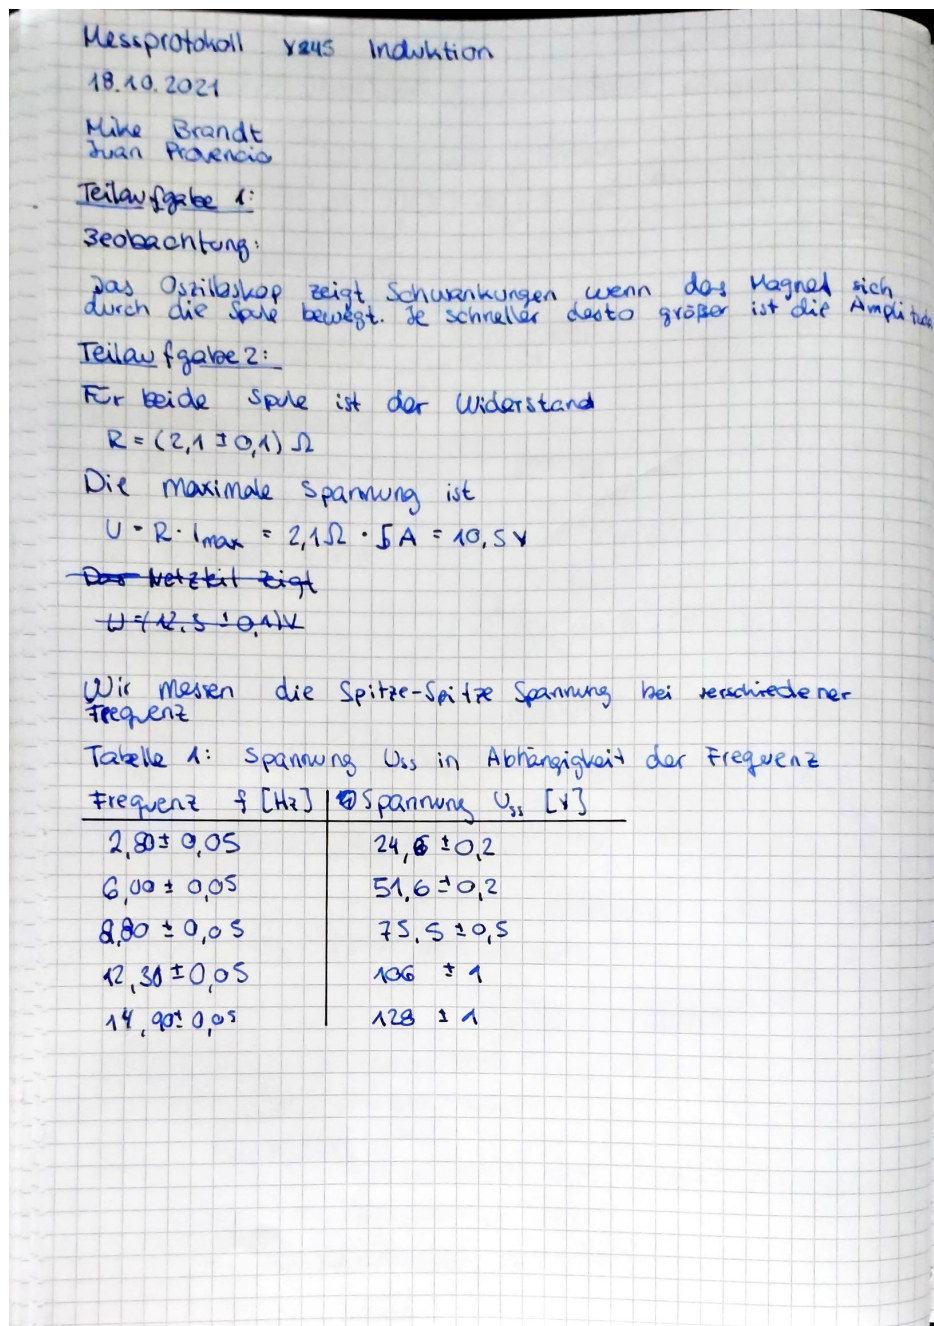 Messprotokoll V245 Induktion
18.10.2021
Mike Brandt
Juan Provencio
Teilaufgabe 1:
Beobachtung:
Das Oszilloskop zeigt Schwankungen wenn das Magned sich
durch die Spule bewegt. Je schneller desto größer ist die Amplitude
Teilaufgabe 2:
Für beide Spule ist der Widerstand
R = (2,1 ± 0,1) Ω
Die maximale Spannung ist
U = R · Imax = 2,1Ω · 5A = 10,5V
Das Netzteil zeigt
U = (12,5 ± 0,1)V
Wir messen die Spitze-Spitze Spannung bei verschiedener
Frequenz
Tabelle 1: Spannung Uss in Abhängigkeit der Frequenz
Frequenz f [Hz] Spannung Uss [V]
2,80 ± 0,05 24,6 ± 0,2
6,00 ± 0,05 51,6 ± 0,2
8,80 ± 0,05 75,5 ± 0,5
12,30 ± 0,05 106 ± 1
14,90 ± 0,05 128 ± 1